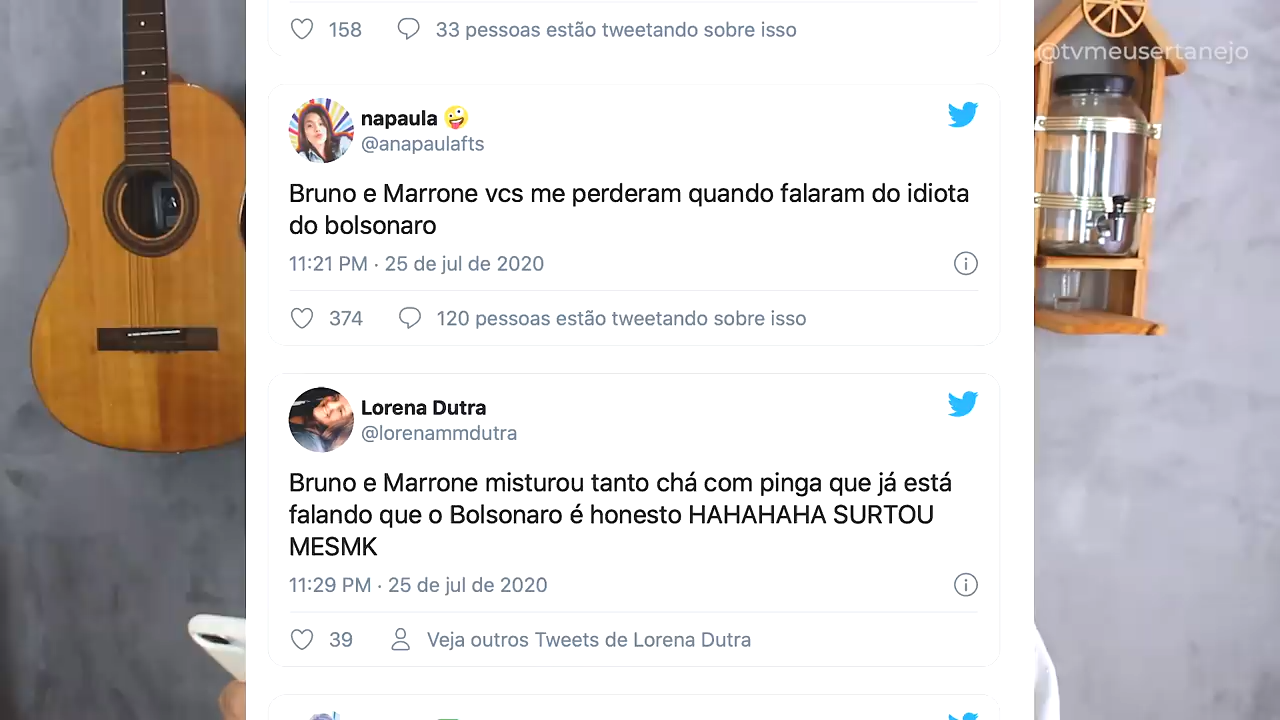 158 33 pessoas estão tweetando sobre isso
@tvmeusertanejo
napaula 🤪
@anapaulafts
Bruno e Marrone vcs me perderam quando falaram do idiota
do bolsonaro
11:21 PM · 25 de jul de 2020
374 120 pessoas estão tweetando sobre isso
Lorena Dutra
@lorenammdutra
Bruno e Marrone misturou tanto chá com pinga que já está
falando que o Bolsonaro é honesto HAHAHAHA SURTOU
MESMK
11:29 PM · 25 de jul de 2020
39 Veja outros Tweets de Lorena Dutra